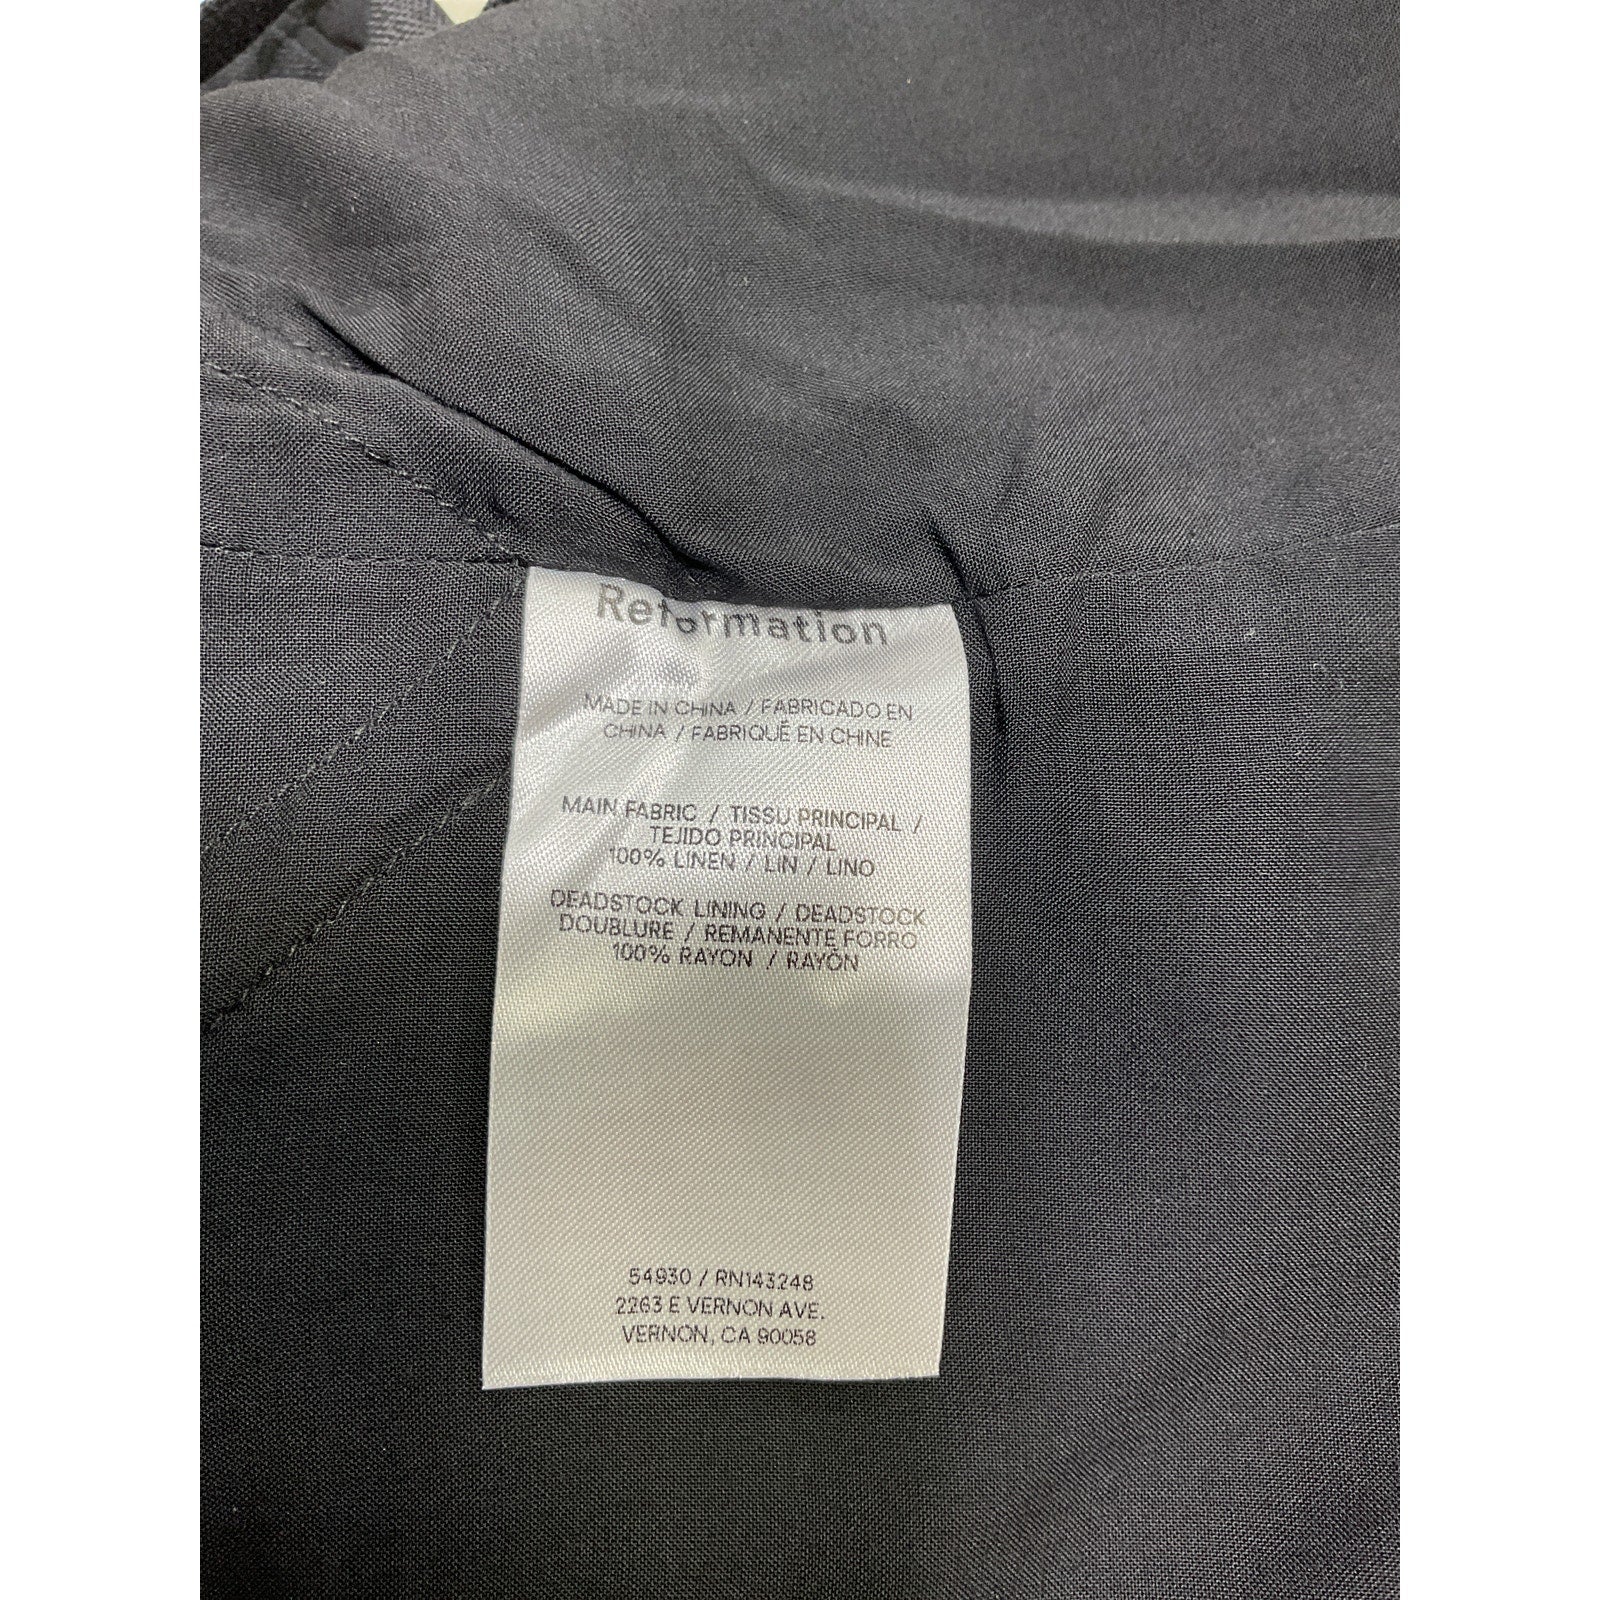 Reformation
MADE IN CHINA / FABRICADO EN
CHINA / FABRIQUÉ EN CHINE
MAIN FABRIC / TISSU PRINCIPAL /
TEJIDO PRINCIPAL
100% LINEN / LIN / LINO
DEADSTOCK LINING / DEADSTOCK
DOUBLURE / REMANENTE FORRO
100% RAYON / RAYÓN
54930 / RN143248
2263 E VERNON AVE.
VERNON, CA 90058